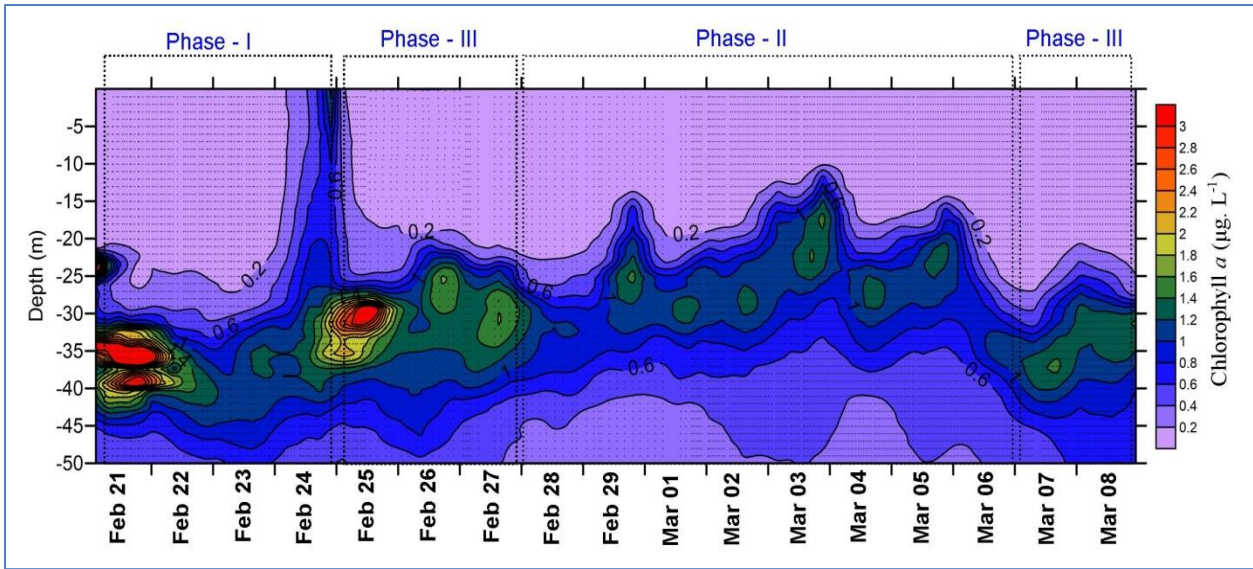 Phase - I
Phase - III
Phase - II
Phase - III
Depth (m)
-5
-10
-15
-20
-25
-30
-35
-40
-45
-50
0.6
0.2
0.2
0.2
0.2
0.6
0.6
0.6
1
1
1
1
1
0.6
0.6
1
Feb 21
Feb 22
Feb 23
Feb 24
Feb 25
Feb 26
Feb 27
Feb 28
Feb 29
Mar 01
Mar 02
Mar 03
Mar 04
Mar 05
Mar 06
Mar 07
Mar 08
3
2.8
2.6
2.4
2.2
2
1.8
1.6
1.4
1.2
1
0.8
0.6
0.4
0.2
Chlorophyll a (µg. L⁻¹)